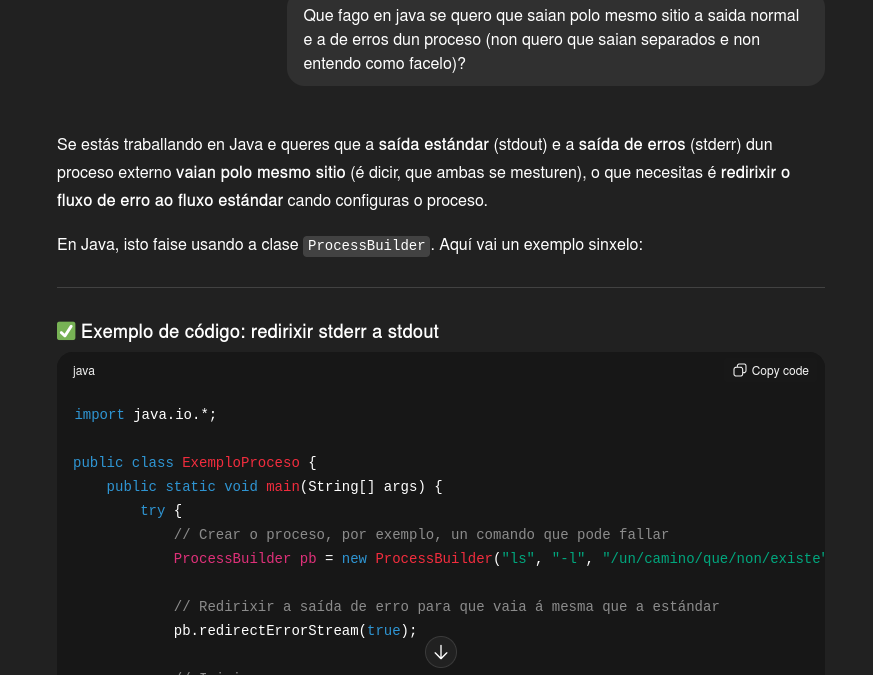 Que fago en java se quero que saian polo mesmo sitio a saida normal
e a de erros dun proceso (non quero que saian separados e non
entendo como facelo)?
Se estás traballando en Java e queres que a saída estándar (stdout) e a saída de erros (stderr) dun
proceso externo vaian polo mesmo sitio (é dicir, que ambas se mesturen), o que necesitas é redirixir o
fluxo de erro ao fluxo estándar cando configuras o proceso.
En Java, isto faise usando a clase ProcessBuilder. Aquí vai un exemplo sinxelo:
✅ Exemplo de código: redirixir stderr a stdout
java
Copy code
import java.io.*;
public class ExemploProceso {
    public static void main(String[] args) {
        try {
            // Crear o proceso, por exemplo, un comando que pode fallar
            ProcessBuilder pb = new ProcessBuilder("ls", "-l", "/un/camino/que/non/existe"
            // Redirixir a saída de erro para que vaia á mesma que a estándar
            pb.redirectErrorStream(true);